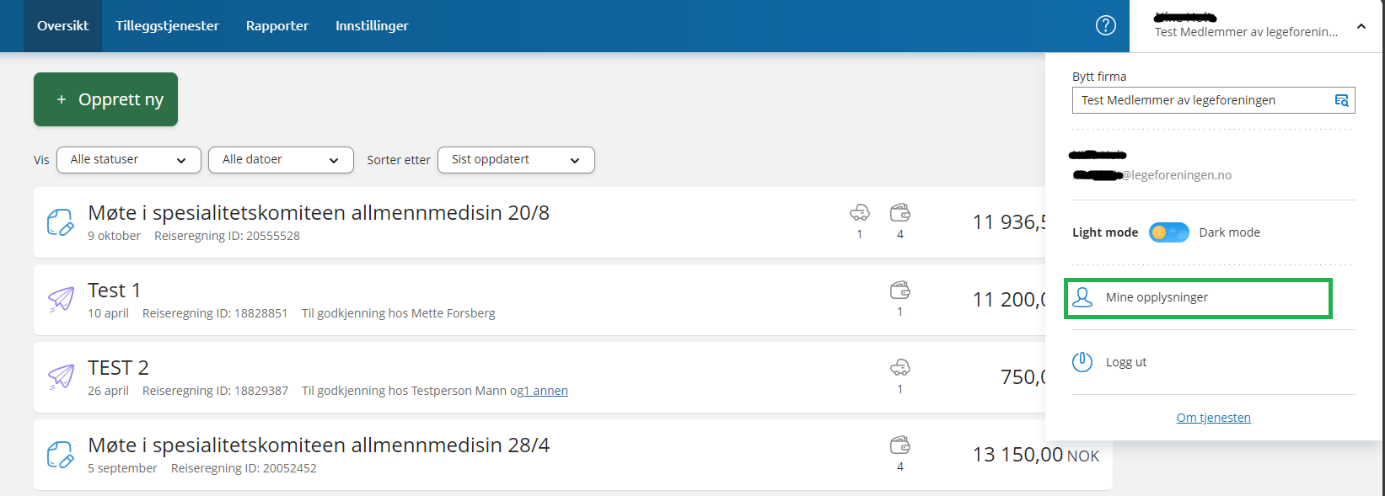 Oversikt Tilleggstjenester Rapporter Innstillinger
Test Medlemmer av legeforenin...
Bytt firma
Test Medlemmer av legeforeningen
@legeforeningen.no
Light mode Dark mode
Mine opplysninger
Logg ut
Om tjenesten
+ Opprett ny
Vis Alle statuser Alle datoer Sorter etter Sist oppdatert
Møte i spesialitetskomiteen allmennmedisin 20/8
9 oktober Reiseregning ID: 20555528
1 4
11 936,5
Test 1
10 april Reiseregning ID: 18828851 Til godkjenning hos Mette Forsberg
1
11 200,0
TEST 2
26 april Reiseregning ID: 18829387 Til godkjenning hos Testperson Mann og1 annen
1
750,0
Møte i spesialitetskomiteen allmennmedisin 28/4
5 september Reiseregning ID: 20052452
4
13 150,00 NOK